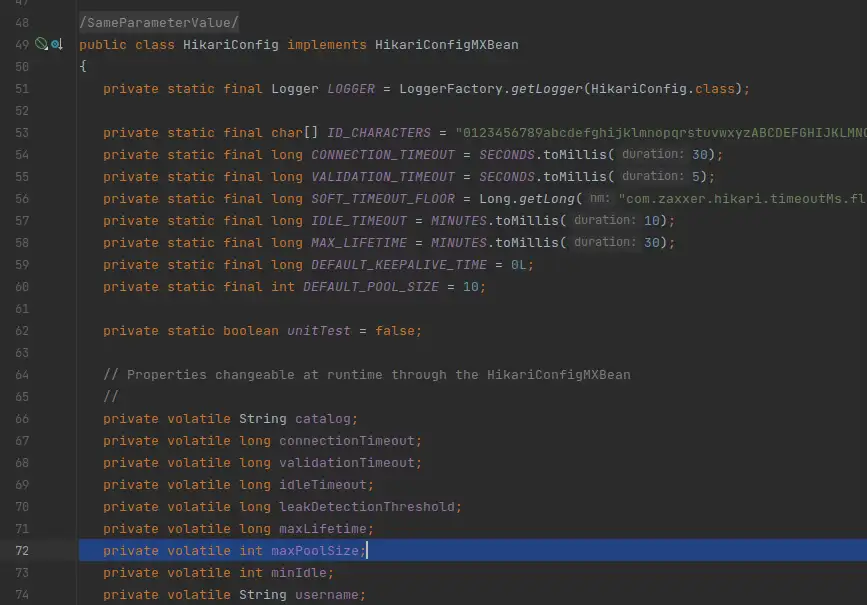 47
48 /SameParameterValue/
49 public class HikariConfig implements HikariConfigMXBean
50 {
51 private static final Logger LOGGER = LoggerFactory.getLogger(HikariConfig.class);
52
53 private static final char[] ID_CHARACTERS = "0123456789abcdefghijklmnopqrstuvwxyzABCDEFGHIJKLMNO
54 private static final long CONNECTION_TIMEOUT = SECONDS.toMillis( duration: 30);
55 private static final long VALIDATION_TIMEOUT = SECONDS.toMillis( duration: 5);
56 private static final long SOFT_TIMEOUT_FLOOR = Long.getLong( nm: "com.zaxxer.hikari.timeoutMs.fl
57 private static final long IDLE_TIMEOUT = MINUTES.toMillis( duration: 10);
58 private static final long MAX_LIFETIME = MINUTES.toMillis( duration: 30);
59 private static final long DEFAULT_KEEPALIVE_TIME = 0L;
60 private static final int DEFAULT_POOL_SIZE = 10;
61
62 private static boolean unitTest = false;
63
64 // Properties changeable at runtime through the HikariConfigMXBean
65 //
66 private volatile String catalog;
67 private volatile long connectionTimeout;
68 private volatile long validationTimeout;
69 private volatile long idleTimeout;
70 private volatile long leakDetectionThreshold;
71 private volatile long maxLifetime;
72 private volatile int maxPoolSize;
73 private volatile int minIdle;
74 private volatile String username;